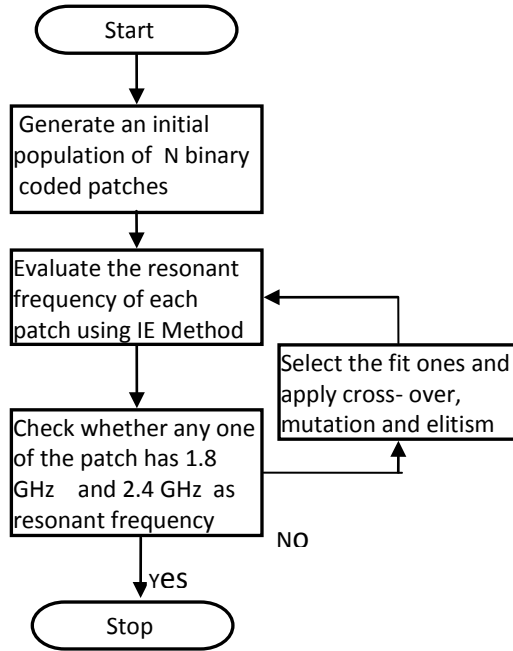 Start
Generate an initial
population of N binary
coded patches
Evaluate the resonant
frequency of each
patch using IE Method
Select the fit ones and
apply cross- over,
mutation and elitism
Check whether any one
of the patch has 1.8
GHz and 2.4 GHz as
resonant frequency
NO
Yes
Stop